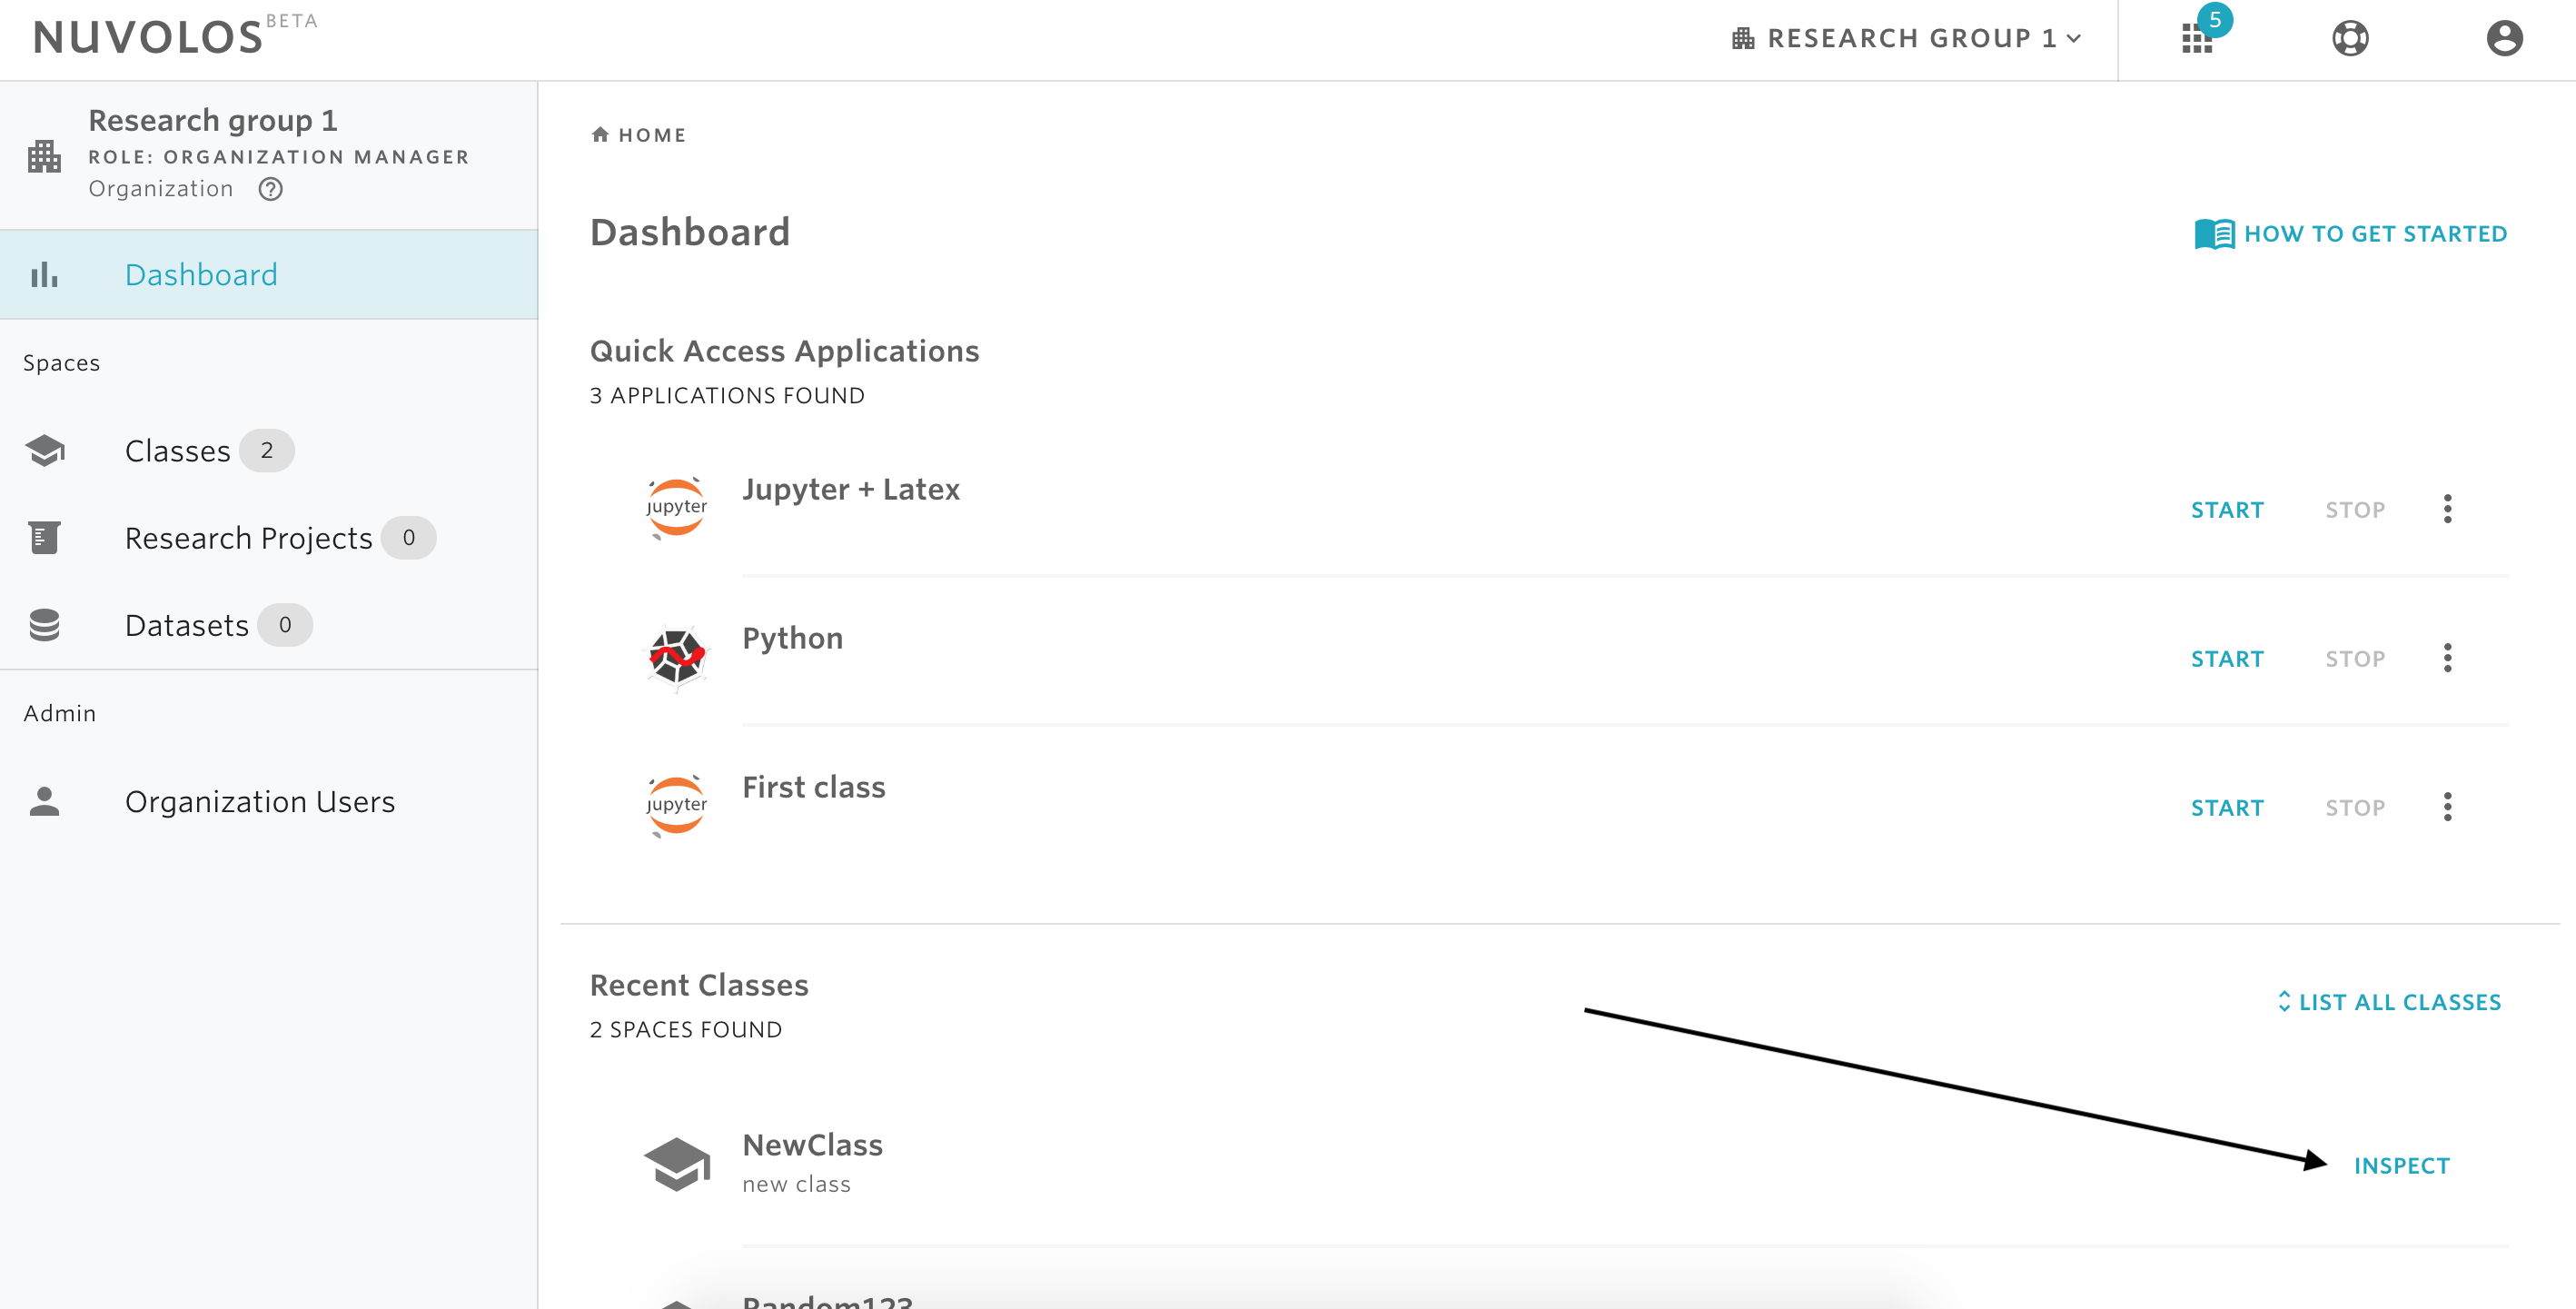 NUVOLOS BETA
RESEARCH GROUP 1
5
Research group 1
ROLE: ORGANIZATION MANAGER
Organization
Dashboard
Spaces
Classes 2
Research Projects 0
Datasets 0
Admin
Organization Users
HOME
Dashboard
HOW TO GET STARTED
Quick Access Applications
3 APPLICATIONS FOUND
jupyter
Jupyter + Latex
START STOP
Python
START STOP
jupyter
First class
START STOP
Recent Classes
2 SPACES FOUND
LIST ALL CLASSES
NewClass
new class
INSPECT
Random123